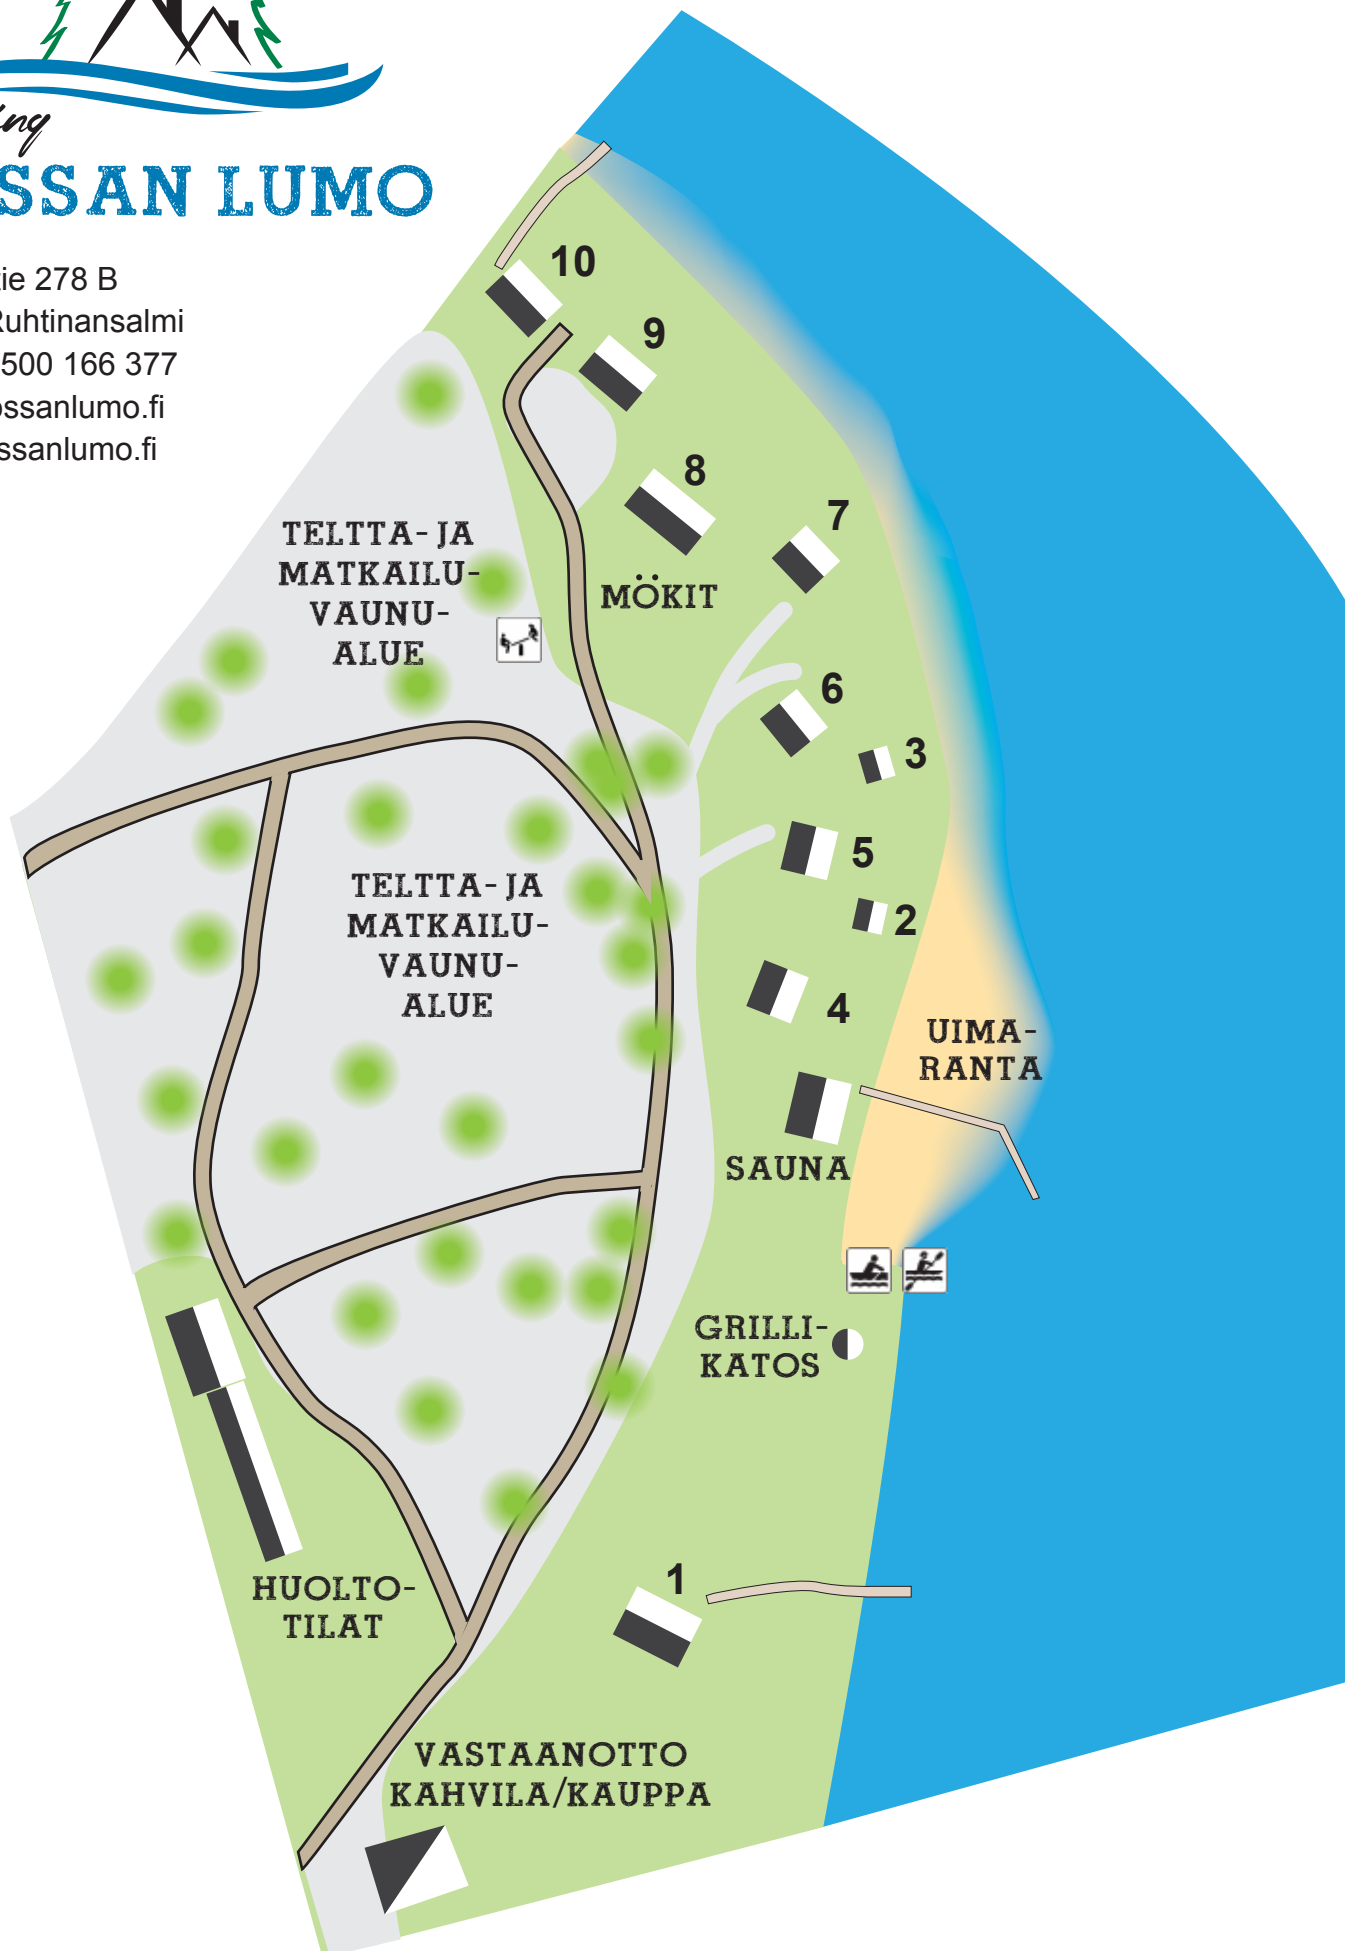 ng
SSAN LUMO
tie 278 B
Ruhtinansalmi
500 166 377
ossanlumo.fi
ssanlumo.fi
10
9
8
7
TELTTA- JA
MATKAILU-
VAUNU-
ALUE
MÖKIT
6
3
5
2
TELTTA- JA
MATKAILU-
VAUNU-
ALUE
4
UIMA-
RANTA
SAUNA
GRILLI-
KATOS
1
HUOLTO-
TILAT
VASTAANOTTO
KAHVILA/KAUPPA